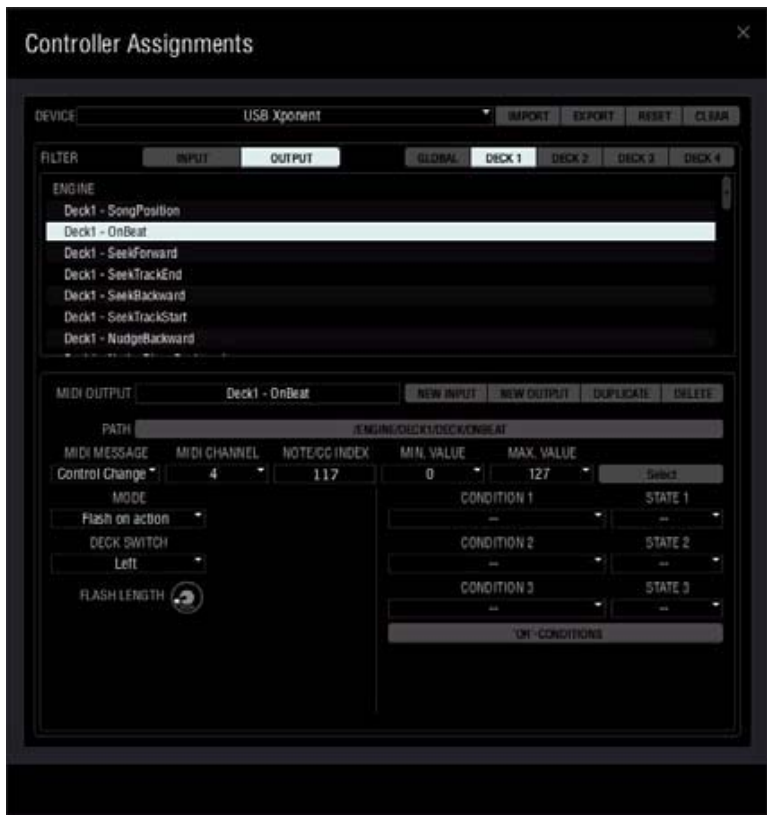 Controller Assignments ×
DEVICE USB Xponent IMPORT EXPORT RESET CLEAR
FILTER INPUT OUTPUT GLOBAL DECK 1 DECK 2 DECK 3 DECK 4
ENGINE
Deck1 - SongPosition
Deck1 - OnBeat
Deck1 - SeekForward
Deck1 - SeekTrackEnd
Deck1 - SeekBackward
Deck1 - SeekTrackStart
Deck1 - NudgeBackward
MIDI OUTPUT Deck1 - OnBeat NEW INPUT NEW OUTPUT DUPLICATE DELETE
PATH /ENGINE/DECK1/DECK/ONBEAT
MIDI MESSAGE MIDI CHANNEL NOTE/CC INDEX MIN. VALUE MAX. VALUE
Control Change 4 117 0 127 Select
MODE CONDITION 1 STATE 1
Flash on action -- --
DECK SWITCH CONDITION 2 STATE 2
Left -- --
FLASH LENGTH CONDITION 3 STATE 3
-- --
'OR'-CONDITIONS